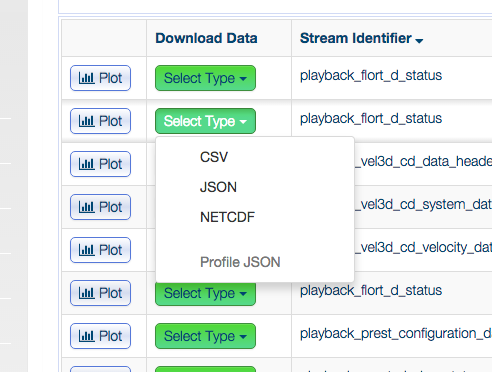 Download Data Stream Identifier
Plot Select Type playback_flort_d_status
Plot Select Type playback_flort_d_status
CSV
Plot _vel3d_cd_data_heade
JSON
Plot _vel3d_cd_system_dat
NETCDF
Plot _vel3d_cd_velocity_dat
Profile JSON
Plot Select Type playback_flort_d_status
Plot Select Type playback_prest_configuration_d